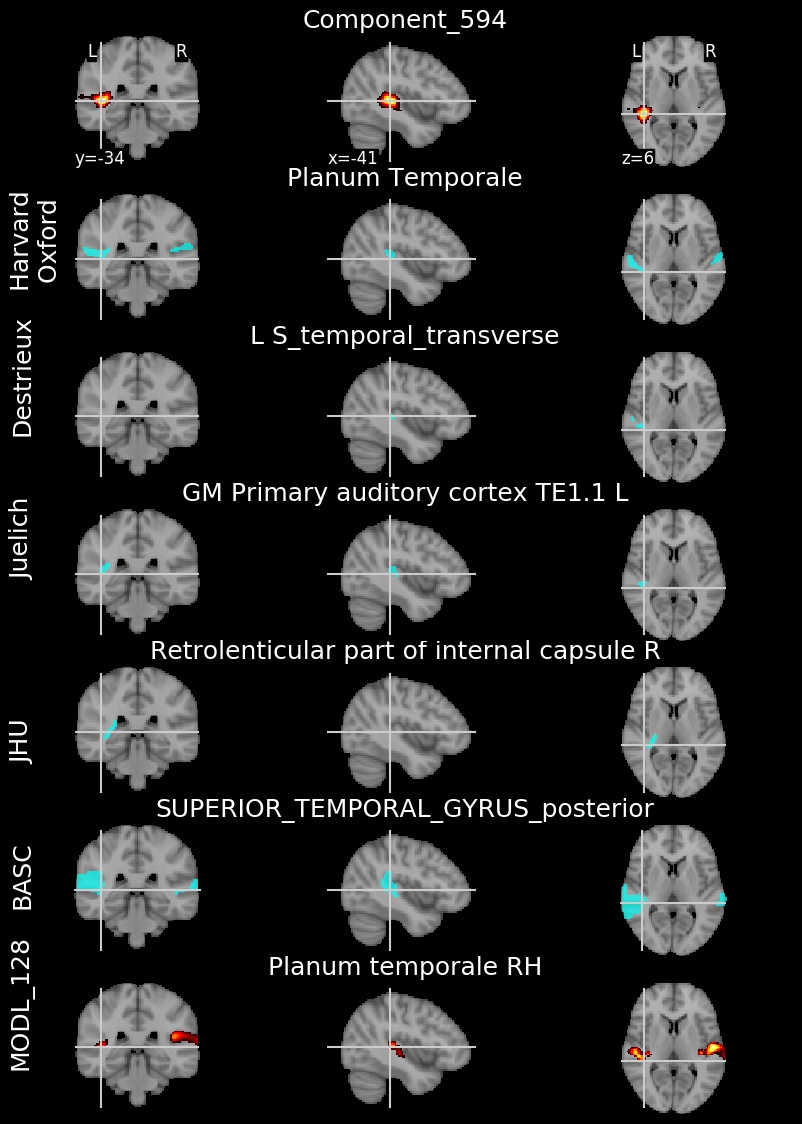 Component_594
L R
L R
y=-34
x=-41
z=6
Planum Temporale
Harvard
Oxford
L S_temporal_transverse
Destrieux
GM Primary auditory cortex TE1.1 L
Juelich
Retrolenticular part of internal capsule R
JHU
SUPERIOR_TEMPORAL_GYRUS_posterior
BASC
Planum temporale RH
MODL_128